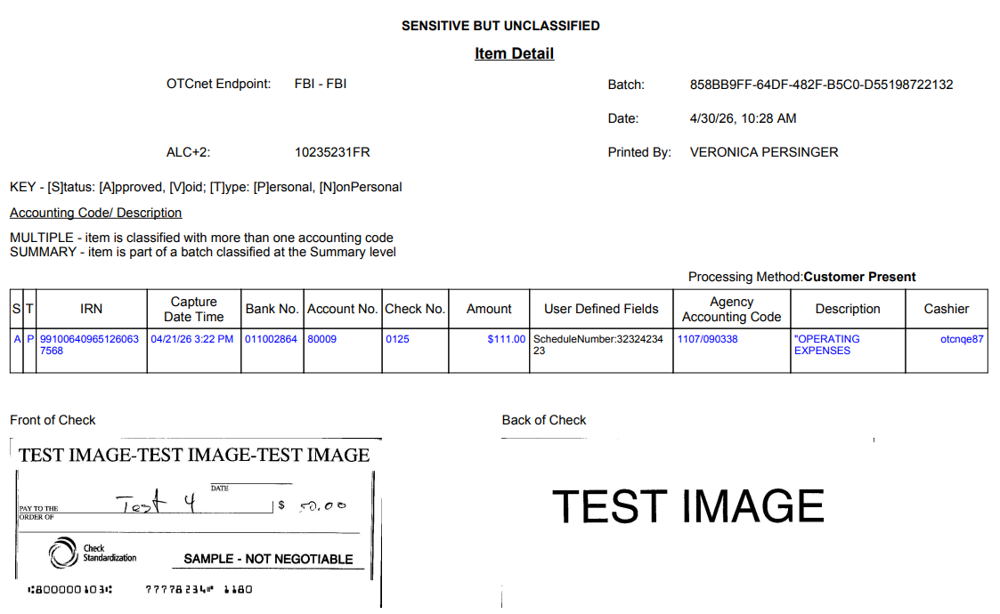 SENSITIVE BUT UNCLASSIFIED
Item Detail
OTCnet Endpoint: FBI - FBI
Batch: 858BB9FF-64DF-482F-B5C0-D55198722132
Date: 4/30/26, 10:28 AM
ALC+2: 10235231FR
Printed By: VERONICA PERSINGER
KEY - [S]tatus: [A]pproved, [V]oid; [T]ype: [P]ersonal, [N]onPersonal
Accounting Code/ Description
MULTIPLE - item is classified with more than one accounting code
SUMMARY - item is part of a batch classified at the Summary level
Processing Method:Customer Present
S T IRN Capture Date Time Bank No. Account No. Check No. Amount User Defined Fields Agency Accounting Code Description Cashier
A P 99100640965126063 04/21/26 3:22 PM 011002864 80009 0125 $111.00 ScheduleNumber:32324234 1107/090338 "OPERATING otcnqe87
7568 23 EXPENSES
Front of Check
Back of Check
TEST IMAGE-TEST IMAGE-TEST IMAGE
DATE
PAY TO THE
ORDER OF
Test 4 $ 50.00
Check
Standardization
SAMPLE - NOT NEGOTIABLE
⑆800000103⑆ 77778234⑈ 1180
TEST IMAGE